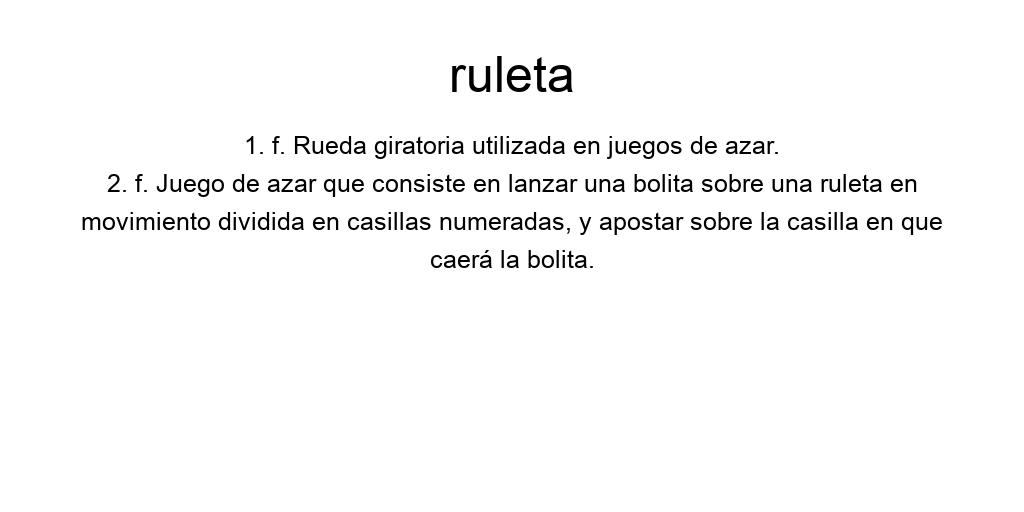 ruleta
1. f. Rueda giratoria utilizada en juegos de azar.
2. f. Juego de azar que consiste en lanzar una bolita sobre una ruleta en
movimiento dividida en casillas numeradas, y apostar sobre la casilla en que
caerá la bolita.